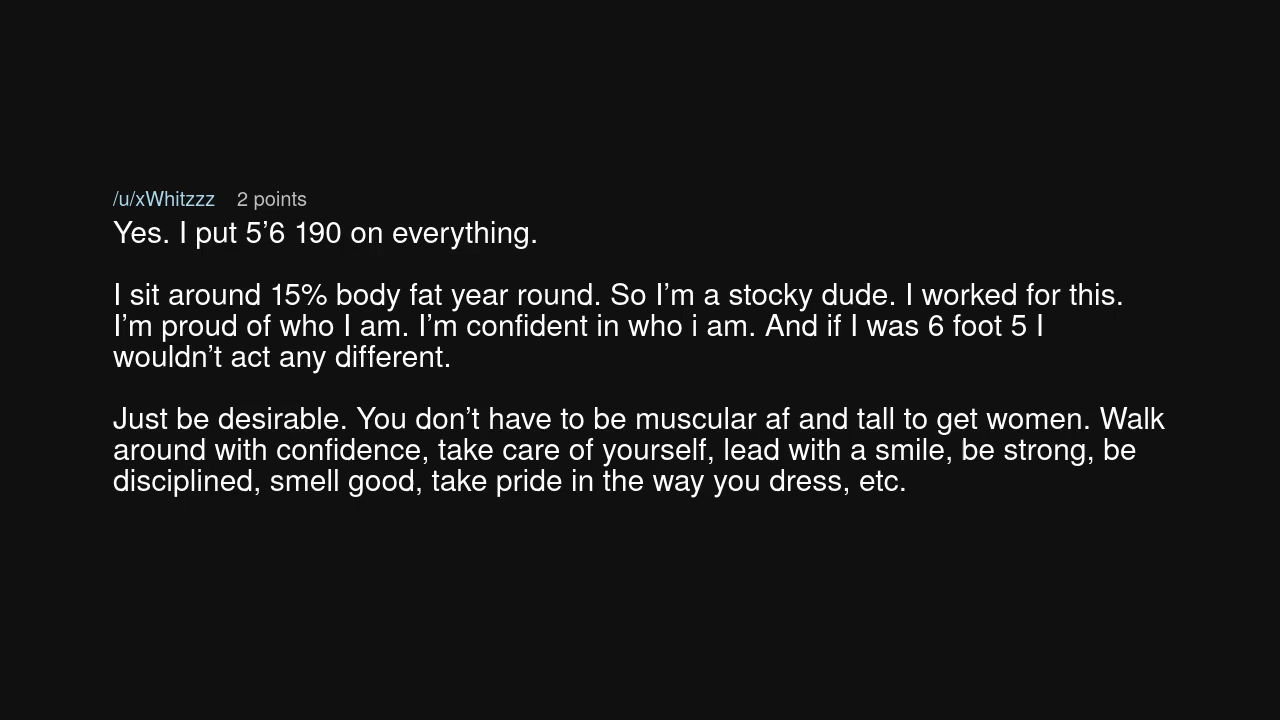 /u/xWhitzzz 2 points
Yes. I put 5’6 190 on everything.
I sit around 15% body fat year round. So I’m a stocky dude. I worked for this.
I’m proud of who I am. I’m confident in who i am. And if I was 6 foot 5 I
wouldn’t act any different.
Just be desirable. You don’t have to be muscular af and tall to get women. Walk
around with confidence, take care of yourself, lead with a smile, be strong, be
disciplined, smell good, take pride in the way you dress, etc.